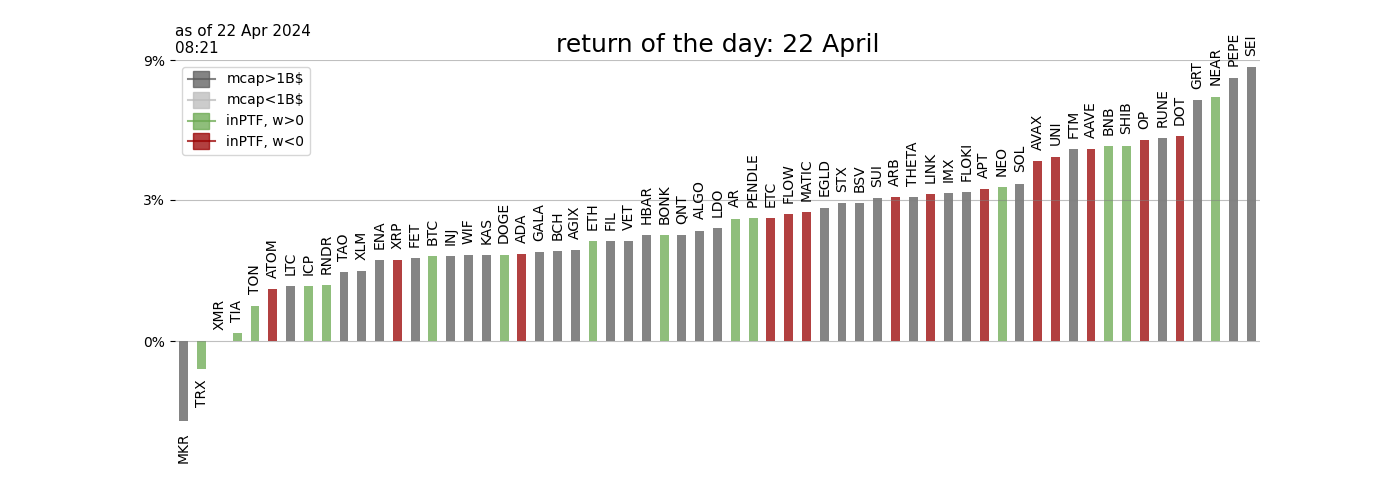 as of 22 Apr 2024
08:21
return of the day: 22 April
9%
3%
0%
mcap>1B$
mcap<1B$
inPTF, w>0
inPTF, w<0
MKR
TRX
XMR
TIA
TON
ATOM
LTC
ICP
RNDR
TAO
XLM
ENA
XRP
FET
BTC
INJ
WIF
KAS
DOGE
ADA
GALA
BCH
AGIX
ETH
FIL
VET
HBAR
BONK
QNT
ALGO
LDO
AR
PENDLE
ETC
FLOW
MATIC
EGLD
STX
BSV
SUI
ARB
THETA
LINK
IMX
FLOKI
APT
NEO
SOL
AVAX
UNI
FTM
AAVE
BNB
SHIB
OP
RUNE
DOT
GRT
NEAR
PEPE
SEI